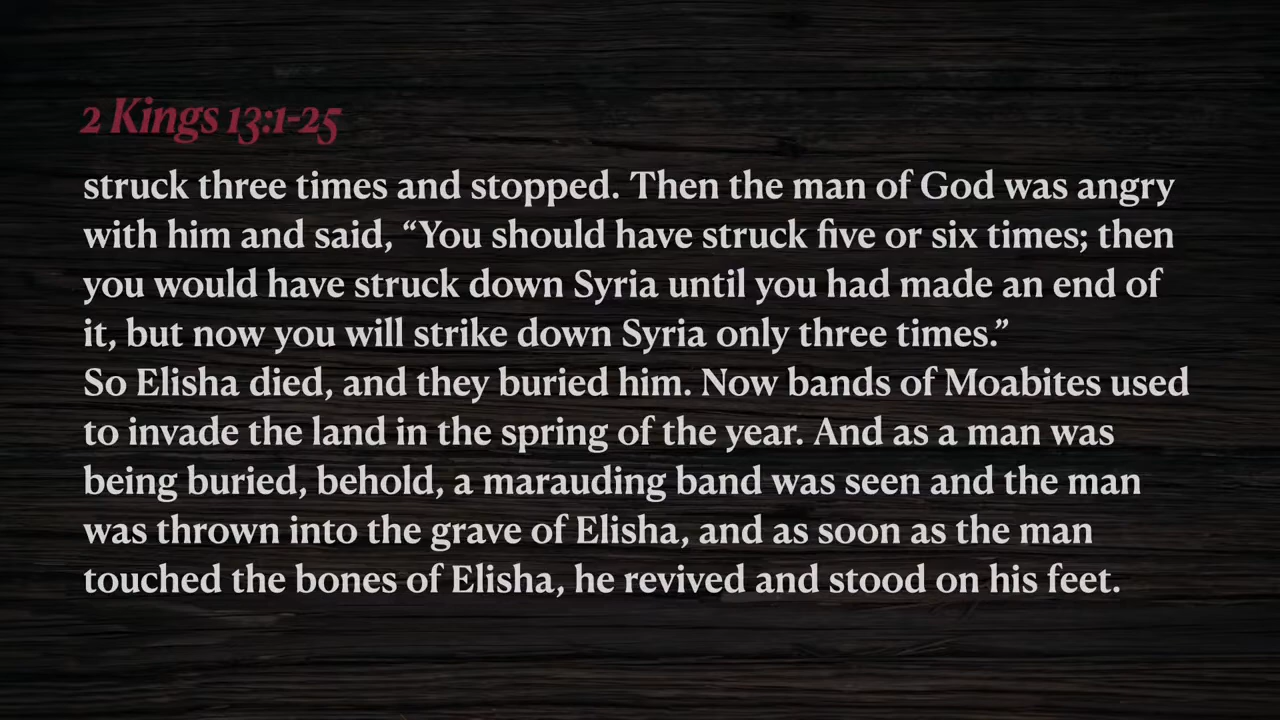 2 Kings 13:1-25
struck three times and stopped. Then the man of God was angry
with him and said, “You should have struck five or six times; then
you would have struck down Syria until you had made an end of
it, but now you will strike down Syria only three times.”
So Elisha died, and they buried him. Now bands of Moabites used
to invade the land in the spring of the year. And as a man was
being buried, behold, a marauding band was seen and the man
was thrown into the grave of Elisha, and as soon as the man
touched the bones of Elisha, he revived and stood on his feet.